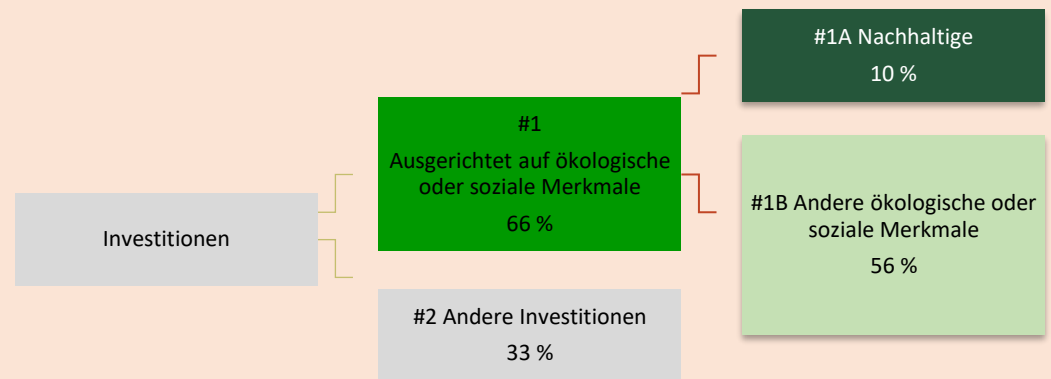 Investitionen
#1
Ausgerichtet auf ökologische
oder soziale Merkmale
66 %
#2 Andere Investitionen
33 %
#1A Nachhaltige
10 %
#1B Andere ökologische oder
soziale Merkmale
56 %